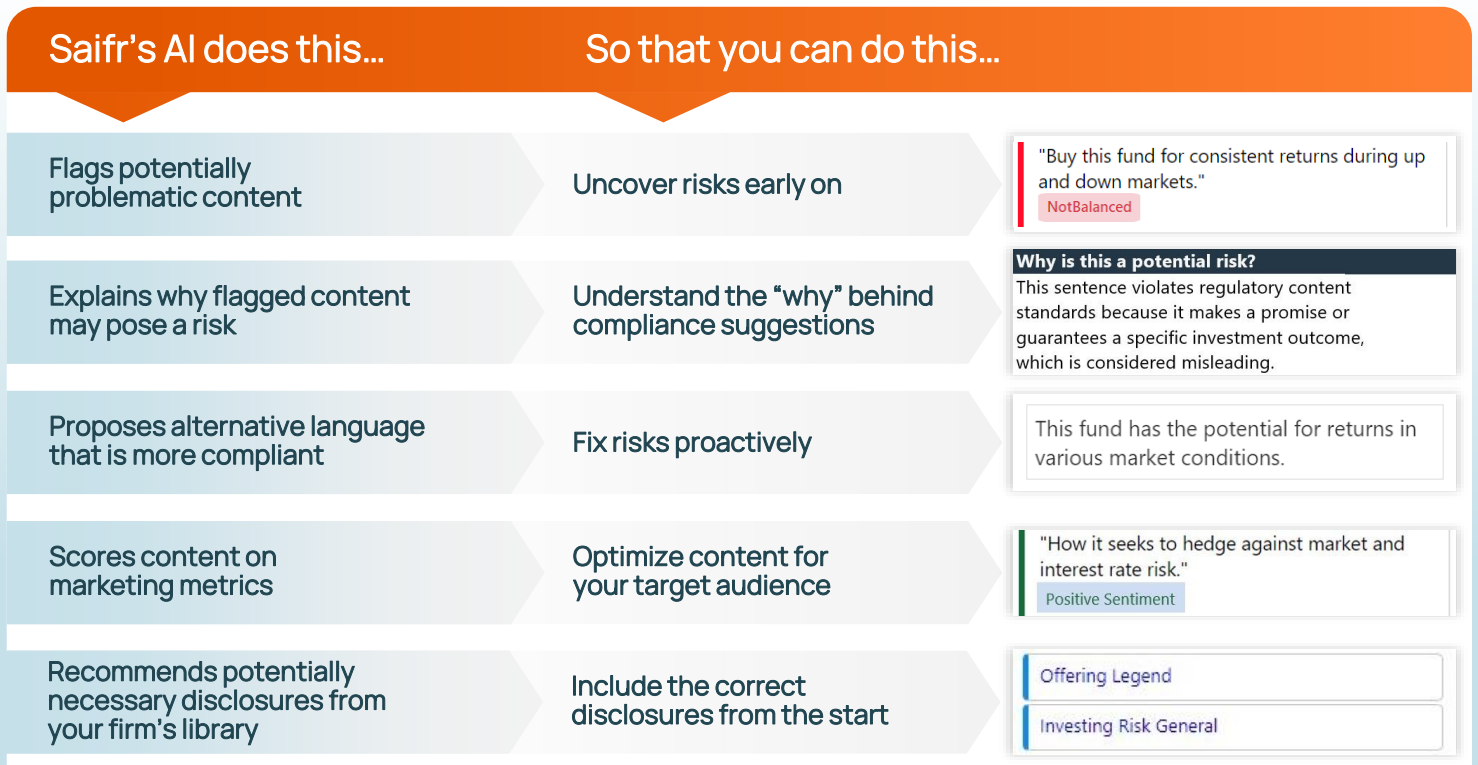 Saifr's AI does this...
So that you can do this...
Flags potentially
problematic content
Uncover risks early on
"Buy this fund for consistent returns during up
and down markets."
NotBalanced
Explains why flagged content
may pose a risk
Understand the “why” behind
compliance suggestions
Why is this a potential risk?
This sentence violates regulatory content
standards because it makes a promise or
guarantees a specific investment outcome,
which is considered misleading.
Proposes alternative language
that is more compliant
Fix risks proactively
This fund has the potential for returns in
various market conditions.
Scores content on
marketing metrics
Optimize content for
your target audience
"How it seeks to hedge against market and
interest rate risk."
Positive Sentiment
Recommends potentially
necessary disclosures from
your firm's library
Include the correct
disclosures from the start
Offering Legend
Investing Risk General